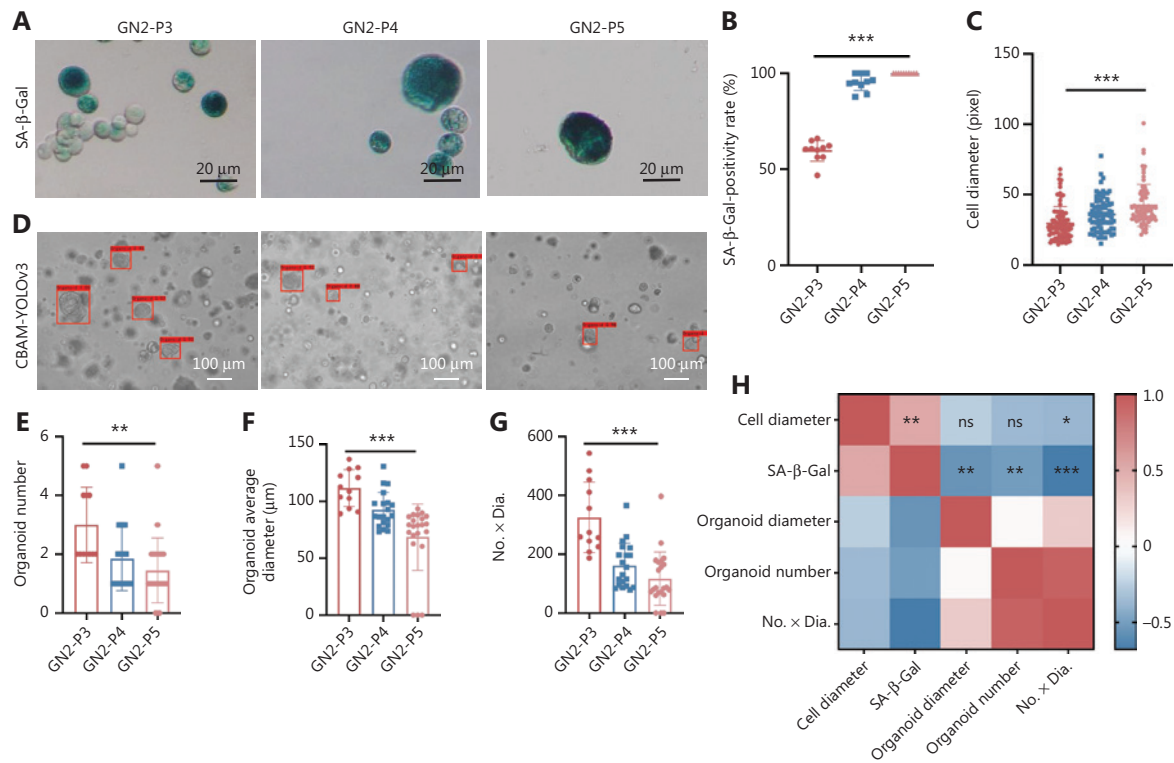 A
GN2-P3
GN2-P4
GN2-P5
SA-β-Gal
20 μm
20 μm
20 μm
B
***
SA-β-Gal-positivity rate (%)
100
50
0
GN2-P3
GN2-P4
GN2-P5
C
***
Cell diameter (pixel)
150
100
50
0
GN2-P3
GN2-P4
GN2-P5
D
CBAM-YOLOv3
100 μm
100 μm
100 μm
E
**
Organoid number
6
4
2
0
GN2-P3
GN2-P4
GN2-P5
F
***
Organoid average
diameter (μm)
150
100
50
0
GN2-P3
GN2-P4
GN2-P5
G
***
No. × Dia.
600
400
200
0
GN2-P3
GN2-P4
GN2-P5
H
Cell diameter
** ns ns *
SA-β-Gal
** ** ***
Organoid diameter
Organoid number
No. × Dia.
Cell diameter
SA-β-Gal
Organoid diameter
Organoid number
No. × Dia.
1.0
0.5
0
−0.5